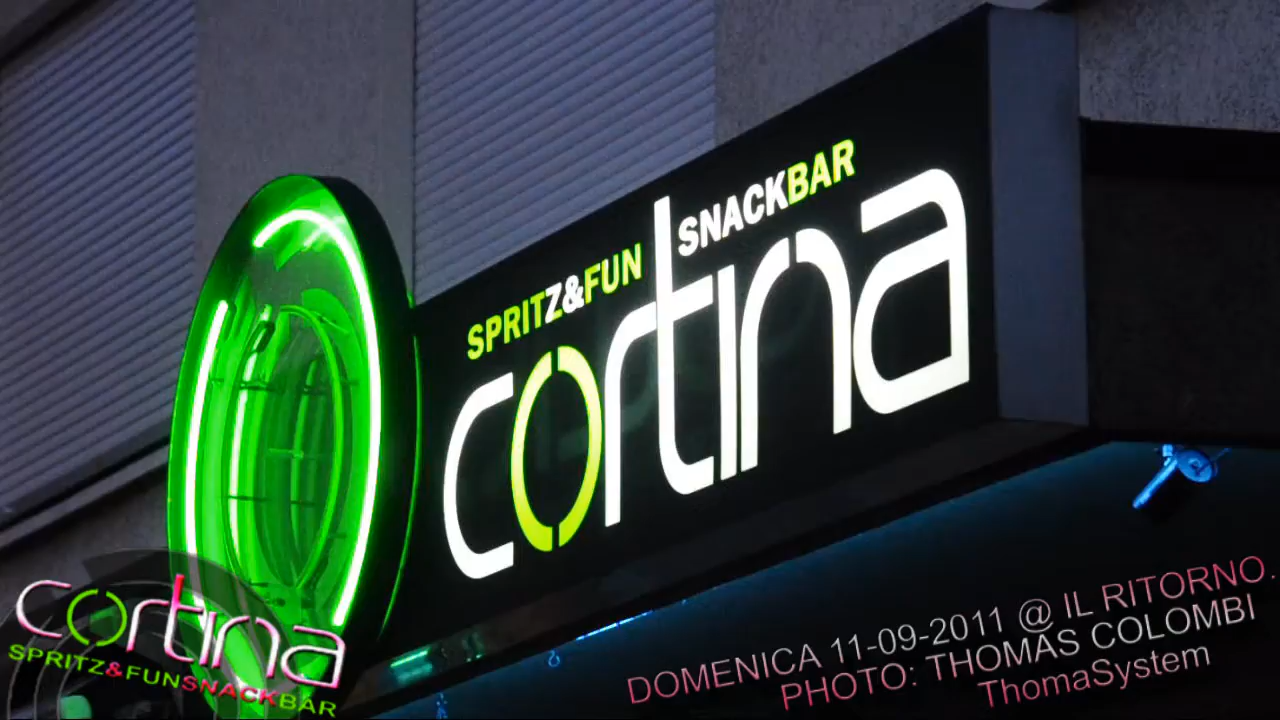 SPRITZ&FUN SNACKBAR
cortina
cortina
SPRITZ&FUNSNACKBAR
DOMENICA 11-09-2011 @ IL RITORNO.
PHOTO: THOMAS COLOMBI
ThomaSystem